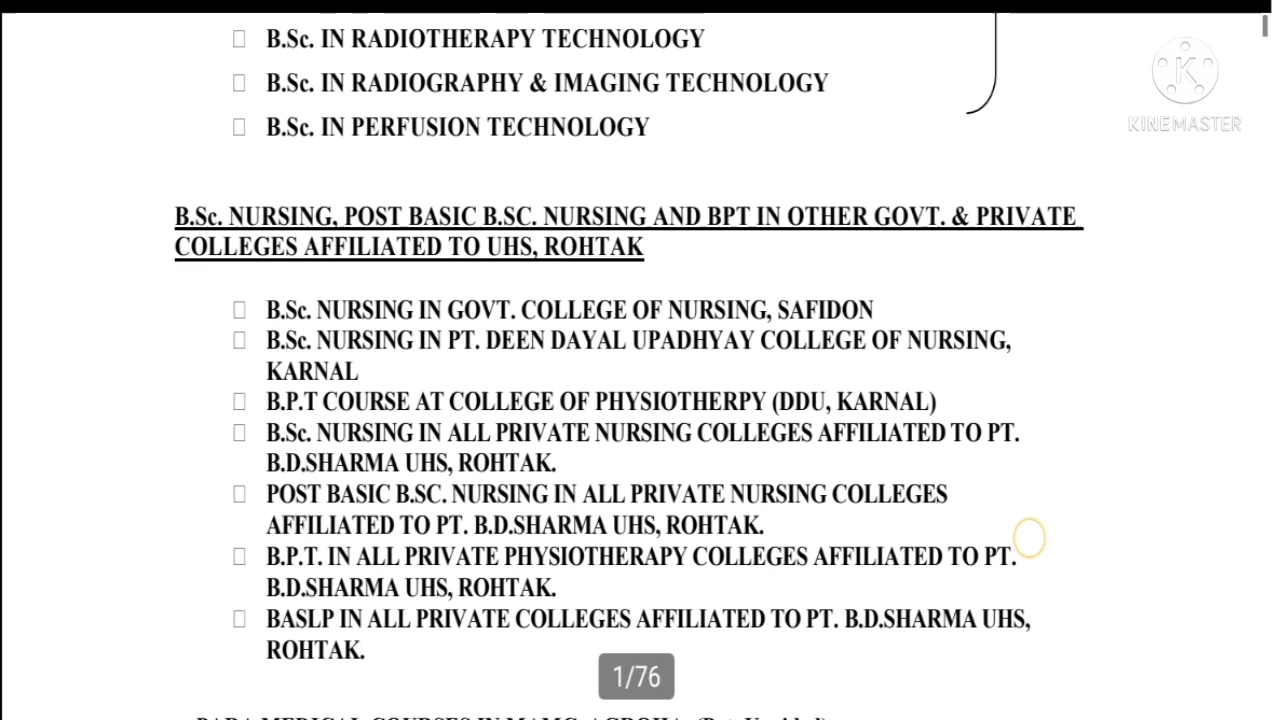 B.Sc. IN RADIOTHERAPY TECHNOLOGY
B.Sc. IN RADIOGRAPHY & IMAGING TECHNOLOGY
B.Sc. IN PERFUSION TECHNOLOGY
K
KINEMASTER
B.Sc. NURSING, POST BASIC B.SC. NURSING AND BPT IN OTHER GOVT. & PRIVATE
COLLEGES AFFILIATED TO UHS, ROHTAK
B.Sc. NURSING IN GOVT. COLLEGE OF NURSING, SAFIDON
B.Sc. NURSING IN PT. DEEN DAYAL UPADHYAY COLLEGE OF NURSING,
KARNAL
B.P.T COURSE AT COLLEGE OF PHYSIOTHERPY (DDU, KARNAL)
B.Sc. NURSING IN ALL PRIVATE NURSING COLLEGES AFFILIATED TO PT.
B.D.SHARMA UHS, ROHTAK.
POST BASIC B.SC. NURSING IN ALL PRIVATE NURSING COLLEGES
AFFILIATED TO PT. B.D.SHARMA UHS, ROHTAK.
B.P.T. IN ALL PRIVATE PHYSIOTHERAPY COLLEGES AFFILIATED TO PT.
B.D.SHARMA UHS, ROHTAK.
BASLP IN ALL PRIVATE COLLEGES AFFILIATED TO PT. B.D.SHARMA UHS,
ROHTAK.
1/76